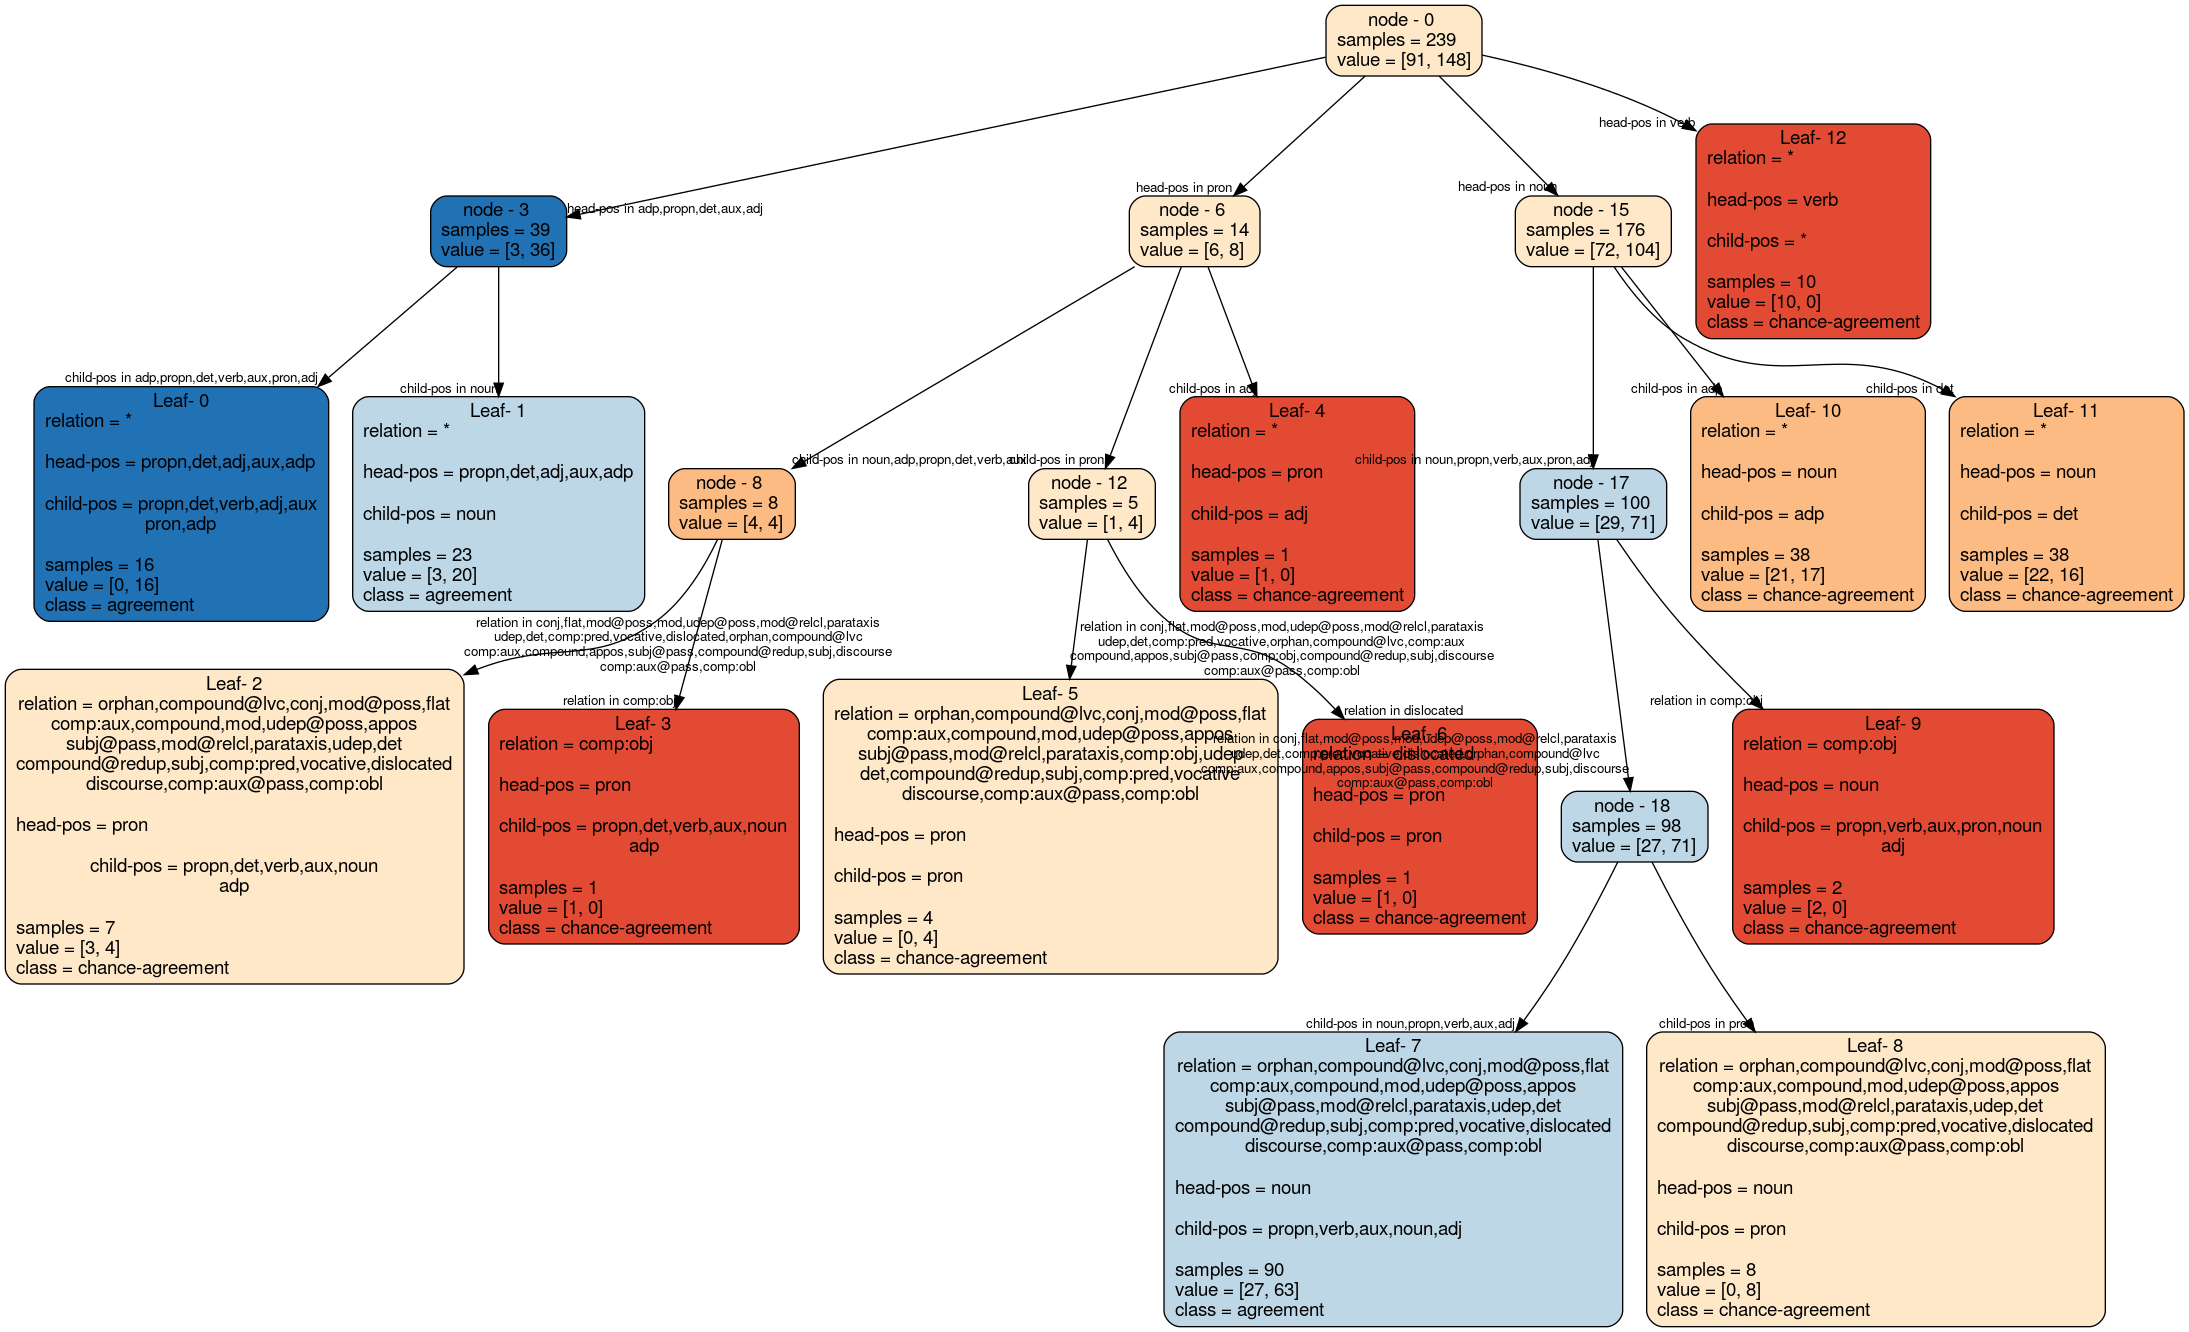 node - 0
samples = 239
value = [91, 148]
head-pos in verb
Leaf- 12
relation = *
head-pos = verb
child-pos = *
samples = 10
value = [10, 0]
class = chance-agreement
head-pos in adp,propn,det,aux,adj
node - 3
samples = 39
value = [3, 36]
head-pos in pron
node - 6
samples = 14
value = [6, 8]
head-pos in noun
node - 15
samples = 176
value = [72, 104]
child-pos in adp,propn,det,verb,aux,pron,adj
Leaf- 0
relation = *
head-pos = propn,det,adj,aux,adp
child-pos = propn,det,verb,adj,aux
pron,adp
samples = 16
value = [0, 16]
class = agreement
child-pos in noun
Leaf- 1
relation = *
head-pos = propn,det,adj,aux,adp
child-pos = noun
samples = 23
value = [3, 20]
class = agreement
child-pos in noun,adp,propn,det,verb,aux
node - 8
samples = 8
value = [4, 4]
child-pos in pron
node - 12
samples = 5
value = [1, 4]
child-pos in adj
Leaf- 4
relation = *
head-pos = pron
child-pos = adj
samples = 1
value = [1, 0]
class = chance-agreement
child-pos in noun,propn,verb,aux,pron,adj
node - 17
samples = 100
value = [29, 71]
child-pos in adp
Leaf- 10
relation = *
head-pos = noun
child-pos = adp
samples = 38
value = [21, 17]
class = chance-agreement
child-pos in det
Leaf- 11
relation = *
head-pos = noun
child-pos = det
samples = 38
value = [22, 16]
class = chance-agreement
relation in conj,flat,mod@poss,mod,udep@poss,mod@relcl,parataxis
udep,det,comp:pred,vocative,dislocated,orphan,compound@lvc
comp:aux,compound,appos,subj@pass,compound@redup,subj,discourse
comp:aux@pass,comp:obl
Leaf- 2
relation = orphan,compound@lvc,conj,mod@poss,flat
comp:aux,compound,mod,udep@poss,appos
subj@pass,mod@relcl,parataxis,udep,det
compound@redup,subj,comp:pred,vocative,dislocated
discourse,comp:aux@pass,comp:obl
head-pos = pron
child-pos = propn,det,verb,aux,noun
adp
samples = 7
value = [3, 4]
class = chance-agreement
relation in comp:obj
Leaf- 3
relation = comp:obj
head-pos = pron
child-pos = propn,det,verb,aux,noun
adp
samples = 1
value = [1, 0]
class = chance-agreement
relation in conj,flat,mod@poss,mod,udep@poss,mod@relcl,parataxis
udep,det,comp:pred,vocative,orphan,compound@lvc,comp:aux
compound,appos,subj@pass,comp:obj,compound@redup,subj,discourse
comp:aux@pass,comp:obl
Leaf- 5
relation = orphan,compound@lvc,conj,mod@poss,flat
comp:aux,compound,mod,udep@poss,appos
subj@pass,mod@relcl,parataxis,comp:obj,udep
det,compound@redup,subj,comp:pred,vocative
discourse,comp:aux@pass,comp:obl
head-pos = pron
child-pos = pron
samples = 4
value = [0, 4]
class = chance-agreement
relation in dislocated
Leaf- 6
relation = dislocated
head-pos = pron
child-pos = pron
samples = 1
value = [1, 0]
class = chance-agreement
relation in conj,flat,mod@poss,mod,udep@poss,mod@relcl,parataxis
udep,det,comp:pred,vocative,dislocated,orphan,compound@lvc
comp:aux,compound,appos,subj@pass,compound@redup,subj,discourse
comp:aux@pass,comp:obl
node - 18
samples = 98
value = [27, 71]
relation in comp:obj
Leaf- 9
relation = comp:obj
head-pos = noun
child-pos = propn,verb,aux,pron,noun
adj
samples = 2
value = [2, 0]
class = chance-agreement
child-pos in noun,propn,verb,aux,adj
Leaf- 7
relation = orphan,compound@lvc,conj,mod@poss,flat
comp:aux,compound,mod,udep@poss,appos
subj@pass,mod@relcl,parataxis,udep,det
compound@redup,subj,comp:pred,vocative,dislocated
discourse,comp:aux@pass,comp:obl
head-pos = noun
child-pos = propn,verb,aux,noun,adj
samples = 90
value = [27, 63]
class = agreement
child-pos in pron
Leaf- 8
relation = orphan,compound@lvc,conj,mod@poss,flat
comp:aux,compound,mod,udep@poss,appos
subj@pass,mod@relcl,parataxis,udep,det
compound@redup,subj,comp:pred,vocative,dislocated
discourse,comp:aux@pass,comp:obl
head-pos = noun
child-pos = pron
samples = 8
value = [0, 8]
class = chance-agreement